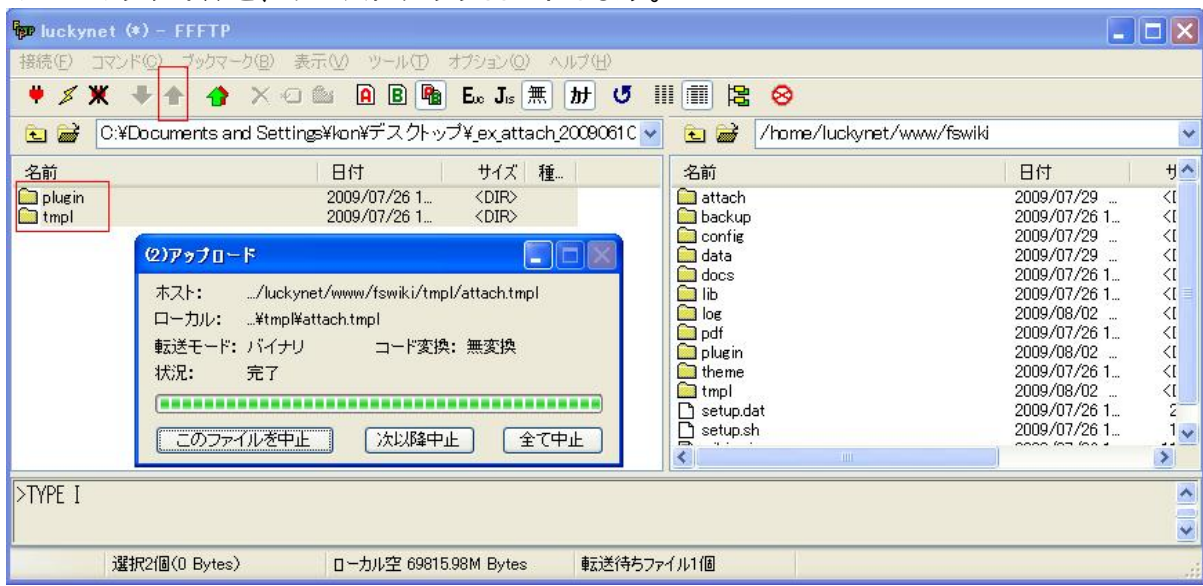 luckynet (*) - FFFTP
接続(F) コマンド(C) ブックマーク(B) 表示(V) ツール(T) オプション(O) ヘルプ(H)
A B Euc Jis 無 カナ
C:¥Documents and Settings¥kon¥デスクトップ¥_ex_attach_2009061 /home/luckynet/www/fswiki
名前 日付 サイズ 種... 名前 日付
plugin 2009/07/26 1... <DIR>
tmpl 2009/07/26 1... <DIR>
attach 2009/07/29 ...
backup 2009/07/26 1...
config 2009/07/29 ...
data 2009/07/29 ...
docs 2009/07/26 1...
lib 2009/07/26 1...
log 2009/08/02 ...
pdf 2009/07/26 1...
plugin 2009/08/02 ...
theme 2009/07/26 1...
tmpl 2009/08/02 ...
setup.dat 2009/07/26 1...
setup.sh 2009/07/26 1...
(2)アップロード
ホスト: .../luckynet/www/fswiki/tmpl/attach.tmpl
ローカル: ...¥tmpl¥attach.tmpl
転送モード: バイナリ コード変換: 無変換
状況: 完了
このファイルを中止 次以降中止 全て中止
>TYPE I
選択2個(0 Bytes) ローカル空 69815.98M Bytes 転送待ちファイル1個